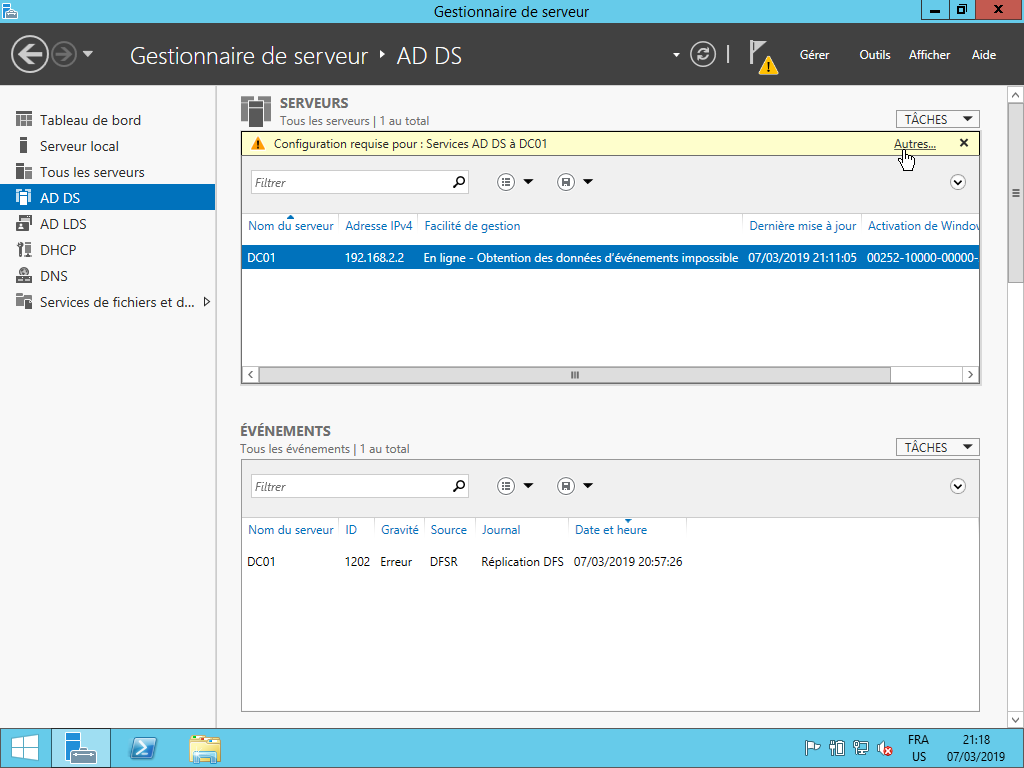 Gestionnaire de serveur
Gestionnaire de serveur ‣ AD DS
Gérer Outils Afficher Aide
Tableau de bord
Serveur local
Tous les serveurs
AD DS
AD LDS
DHCP
DNS
Services de fichiers et d...
SERVEURS
Tous les serveurs | 1 au total
TÂCHES
Configuration requise pour : Services AD DS à DC01
Autres...
Filtrer
Nom du serveur Adresse IPv4 Facilité de gestion Dernière mise à jour Activation de Window
DC01 192.168.2.2 En ligne - Obtention des données d'événements impossible 07/03/2019 21:11:05 00252-10000-00000-
ÉVÉNEMENTS
Tous les événements | 1 au total
TÂCHES
Filtrer
Nom du serveur ID Gravité Source Journal Date et heure
DC01 1202 Erreur DFSR Réplication DFS 07/03/2019 20:57:26
FRA 21:18
US 07/03/2019